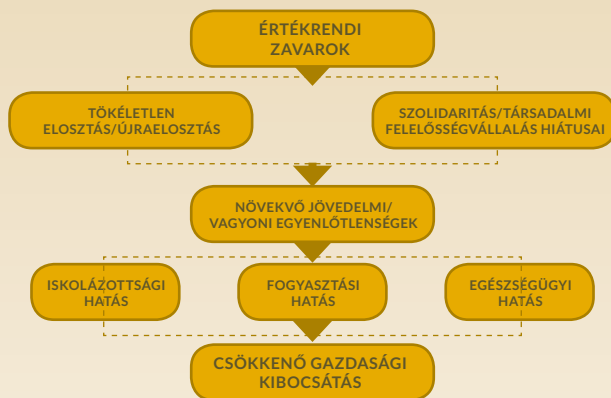 ÉRTÉKRENDI
ZAVAROK
TÖKÉLETLEN
ELOSZTÁS/ÚJRAELOSZTÁS
SZOLIDARITÁS/TÁRSADALMI
FELELŐSSÉGVÁLLALÁS HIÁTUSAI
NÖVEKVŐ JÖVEDELMI/
VAGYONI EGYENLŐTLENSÉGEK
ISKOLÁZOTTSÁGI
HATÁS
FOGYASZTÁSI
HATÁS
EGÉSZSÉGÜGYI
HATÁS
CSÖKKENŐ GAZDASÁGI
KIBOCSÁTÁS